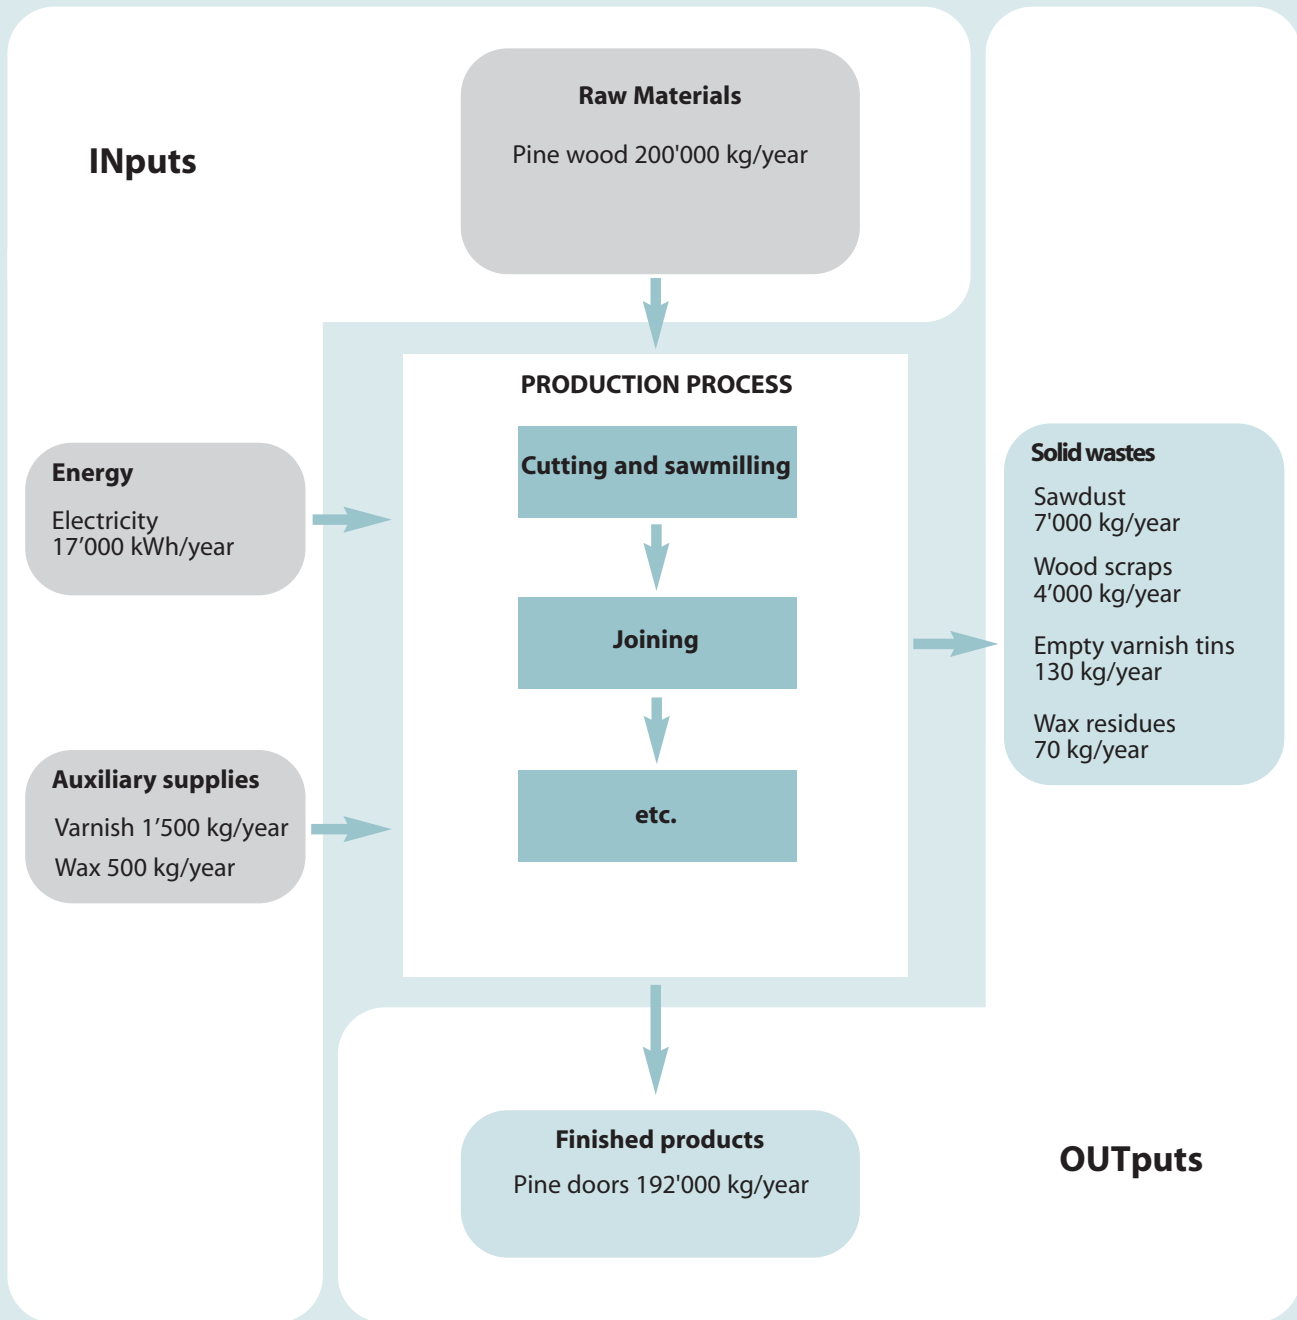 INputs
Raw Materials
Pine wood 200'000 kg/year
PRODUCTION PROCESS
Cutting and sawmilling
Joining
etc.
Energy
Electricity
17’000 kWh/year
Auxiliary supplies
Varnish 1’500 kg/year
Wax 500 kg/year
Solid wastes
Sawdust
7'000 kg/year
Wood scraps
4’000 kg/year
Empty varnish tins
130 kg/year
Wax residues
70 kg/year
Finished products
Pine doors 192'000 kg/year
OUTputs